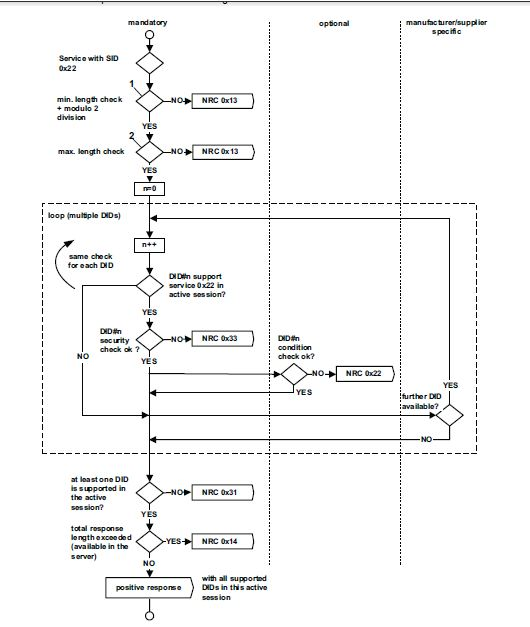 mandatory
optional
manufacturer/supplier
specific
Service with SID
0x22
1
min. length check
+ modulo 2
division
NO
NRC 0x13
YES
2
max. length check
NO
NRC 0x13
YES
n=0
loop (multiple DIDs)
n++
same check
for each DID
DID#n support
service 0x22 in
active session?
YES
DID#n
security
check ok ?
NO
NRC 0x33
DID#n
condition
check ok?
NO
YES
NO
NRC 0x22
YES
YES
further DID
available?
NO
at least one DID
is supported in
the active
session?
NO
NRC 0x31
YES
total response
length exceeded
(available in the
server)
YES
NRC 0x14
NO
positive response
with all supported
DIDs in this active
session